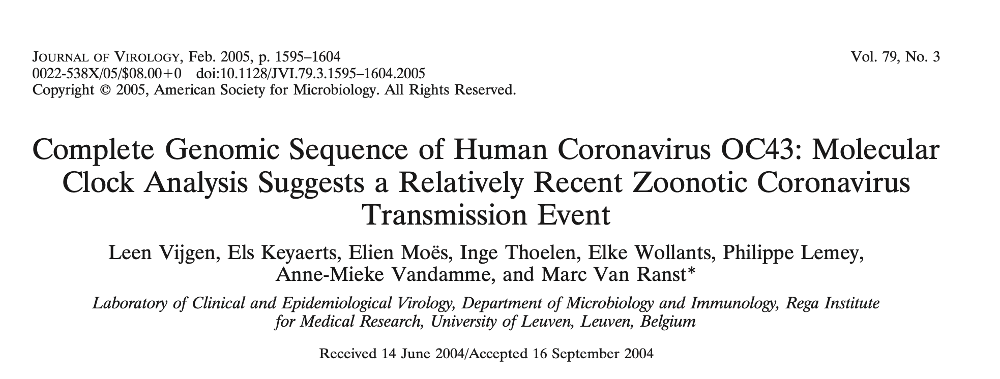 JOURNAL OF VIROLOGY, Feb. 2005, p. 1595–1604
Vol. 79, No. 3
0022-538X/05/$08.00+0 doi:10.1128/JVI.79.3.1595–1604.2005
Copyright © 2005, American Society for Microbiology. All Rights Reserved.
Complete Genomic Sequence of Human Coronavirus OC43: Molecular
Clock Analysis Suggests a Relatively Recent Zoonotic Coronavirus
Transmission Event
Leen Vijgen, Els Keyaerts, Elien Moës, Inge Thoelen, Elke Wollants, Philippe Lemey,
Anne-Mieke Vandamme, and Marc Van Ranst*
Laboratory of Clinical and Epidemiological Virology, Department of Microbiology and Immunology, Rega Institute
for Medical Research, University of Leuven, Leuven, Belgium
Received 14 June 2004/Accepted 16 September 2004